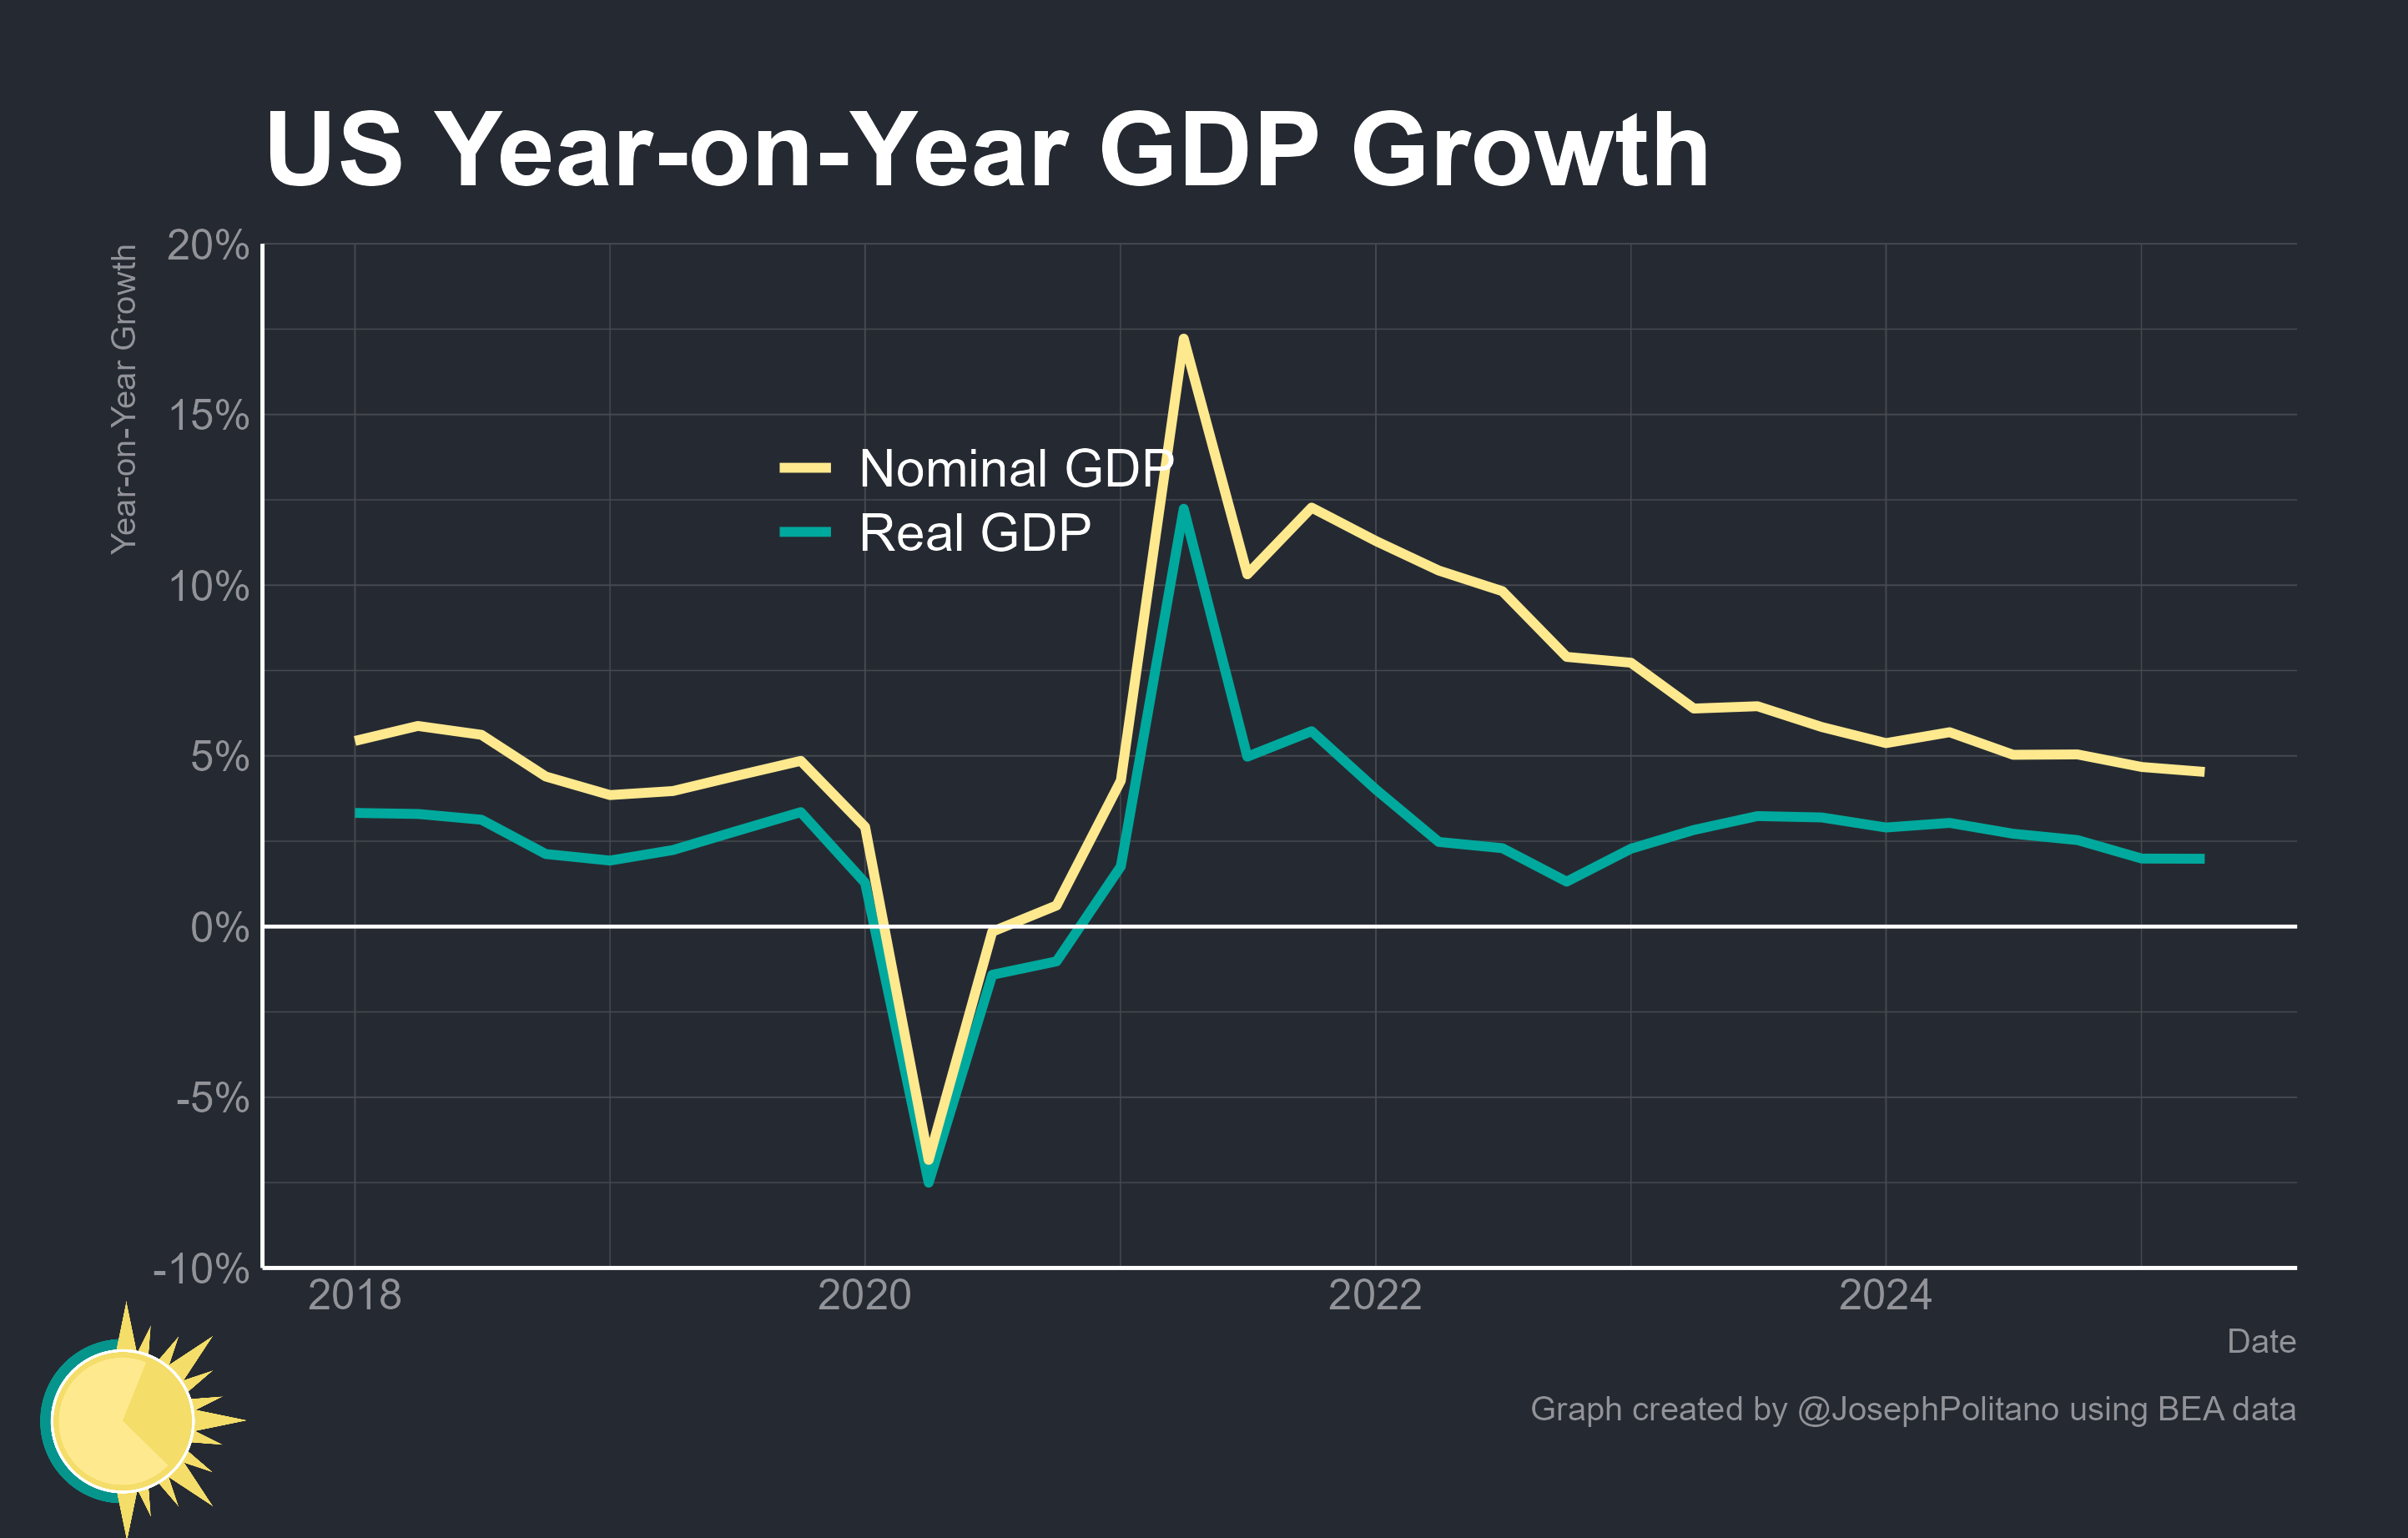 US Year-on-Year GDP Growth
Year-on-Year Growth
20%
15%
10%
5%
0%
-5%
-10%
Nominal GDP
Real GDP
2018 2020 2022 2024
Date
Graph created by @JosephPolitano using BEA data